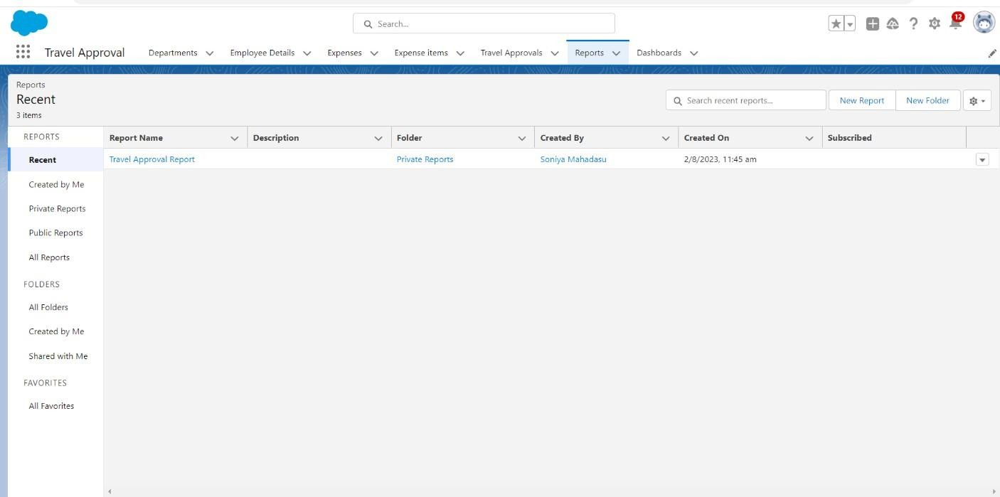 Search...
12
Travel Approval Departments Employee Details Expenses Expense items Travel Approvals Reports Dashboards
Reports
Recent
3 items
Search recent reports... New Report New Folder
REPORTS
Recent
Created by Me
Private Reports
Public Reports
All Reports
FOLDERS
All Folders
Created by Me
Shared with Me
FAVORITES
All Favorites
Report Name Description Folder Created By Created On Subscribed
Travel Approval Report Private Reports Soniya Mahadasu 2/8/2023, 11:45 am